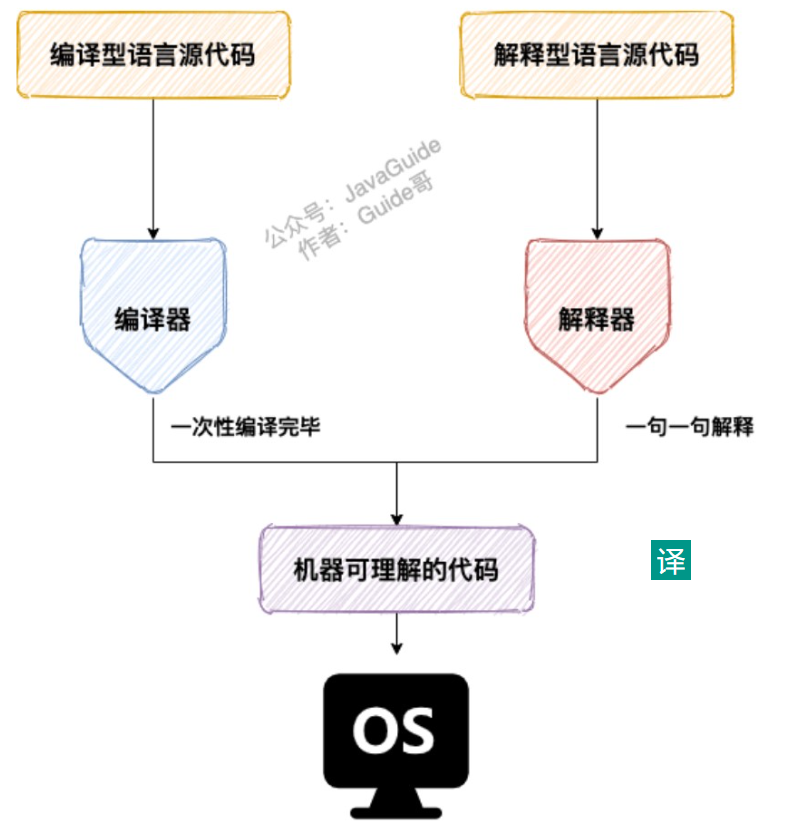 编译型语言源代码
解释型语言源代码
公众号：JavaGuide
作者：Guide哥
编译器
解释器
一次性编译完毕
一句一句解释
机器可理解的代码
译
OS